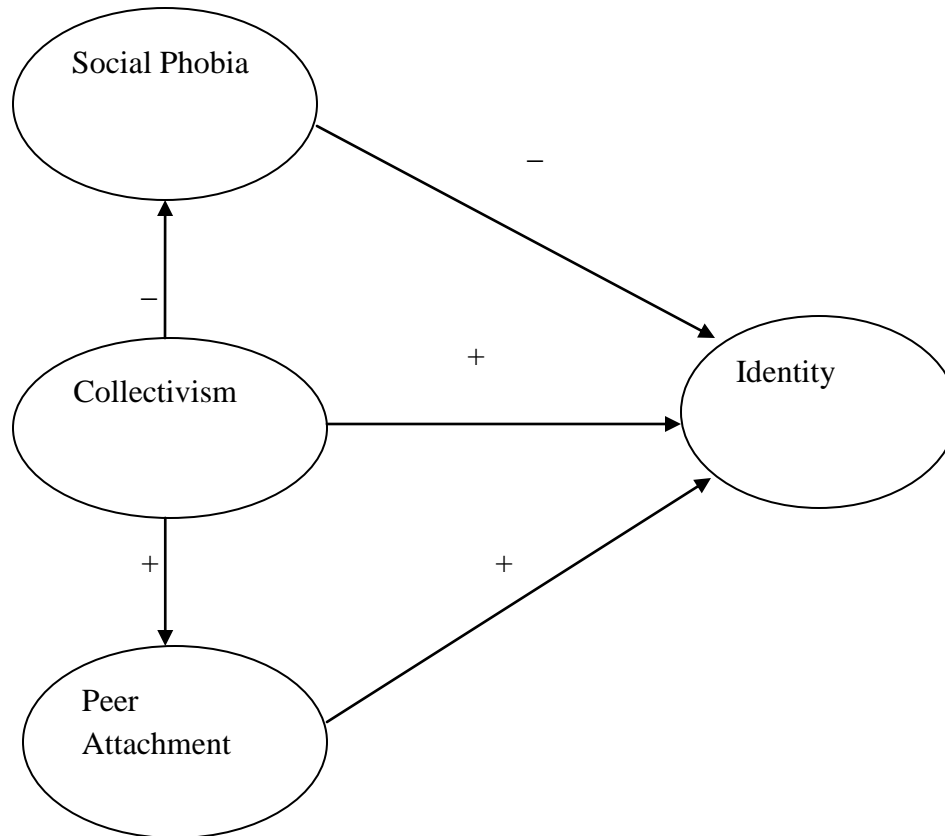 Social Phobia
–
–
+
Collectivism
Identity
+
+
Peer
Attachment